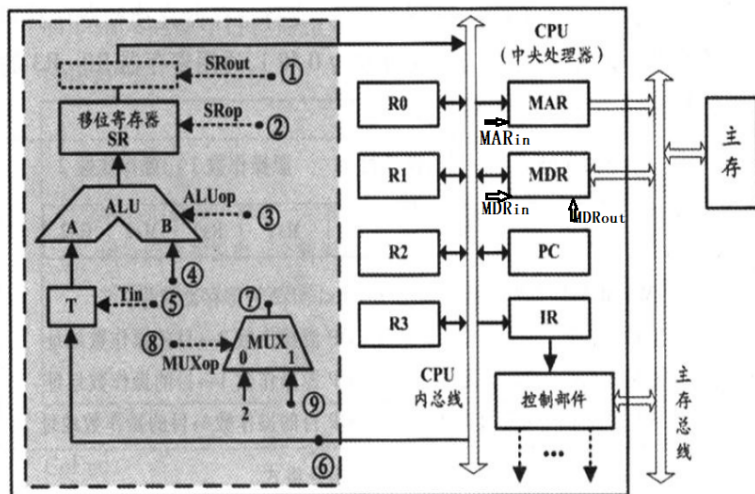 CPU
(中央处理器)
SRout
①
移位寄存器
SR
SRop
②
R0
MAR
MARin
主存
R1
MDR
MDRin
MDRout
ALU
A
B
ALUop
③
④
R2
PC
T
Tin
⑤
⑦
⑧
MUXop
MUX
0
1
R3
IR
2
⑨
CPU
内总线
控制部件
主存总线
⑥
...